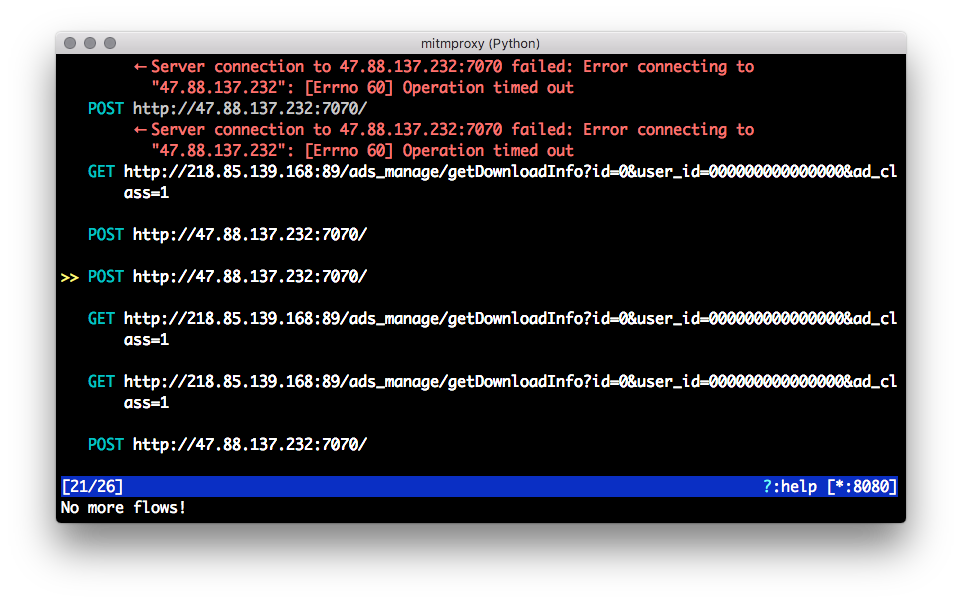 mitmproxy (Python)
←Server connection to 47.88.137.232:7070 failed: Error connecting to
"47.88.137.232": [Errno 60] Operation timed out
POST http://47.88.137.232:7070/
←Server connection to 47.88.137.232:7070 failed: Error connecting to
"47.88.137.232": [Errno 60] Operation timed out
GET http://218.85.139.168:89/ads_manage/getDownloadInfo?id=0&user_id=000000000000000&ad_cl
ass=1
POST http://47.88.137.232:7070/
>> POST http://47.88.137.232:7070/
GET http://218.85.139.168:89/ads_manage/getDownloadInfo?id=0&user_id=000000000000000&ad_cl
ass=1
GET http://218.85.139.168:89/ads_manage/getDownloadInfo?id=0&user_id=000000000000000&ad_cl
ass=1
POST http://47.88.137.232:7070/
[21/26] ?:help [*:8080]
No more flows!